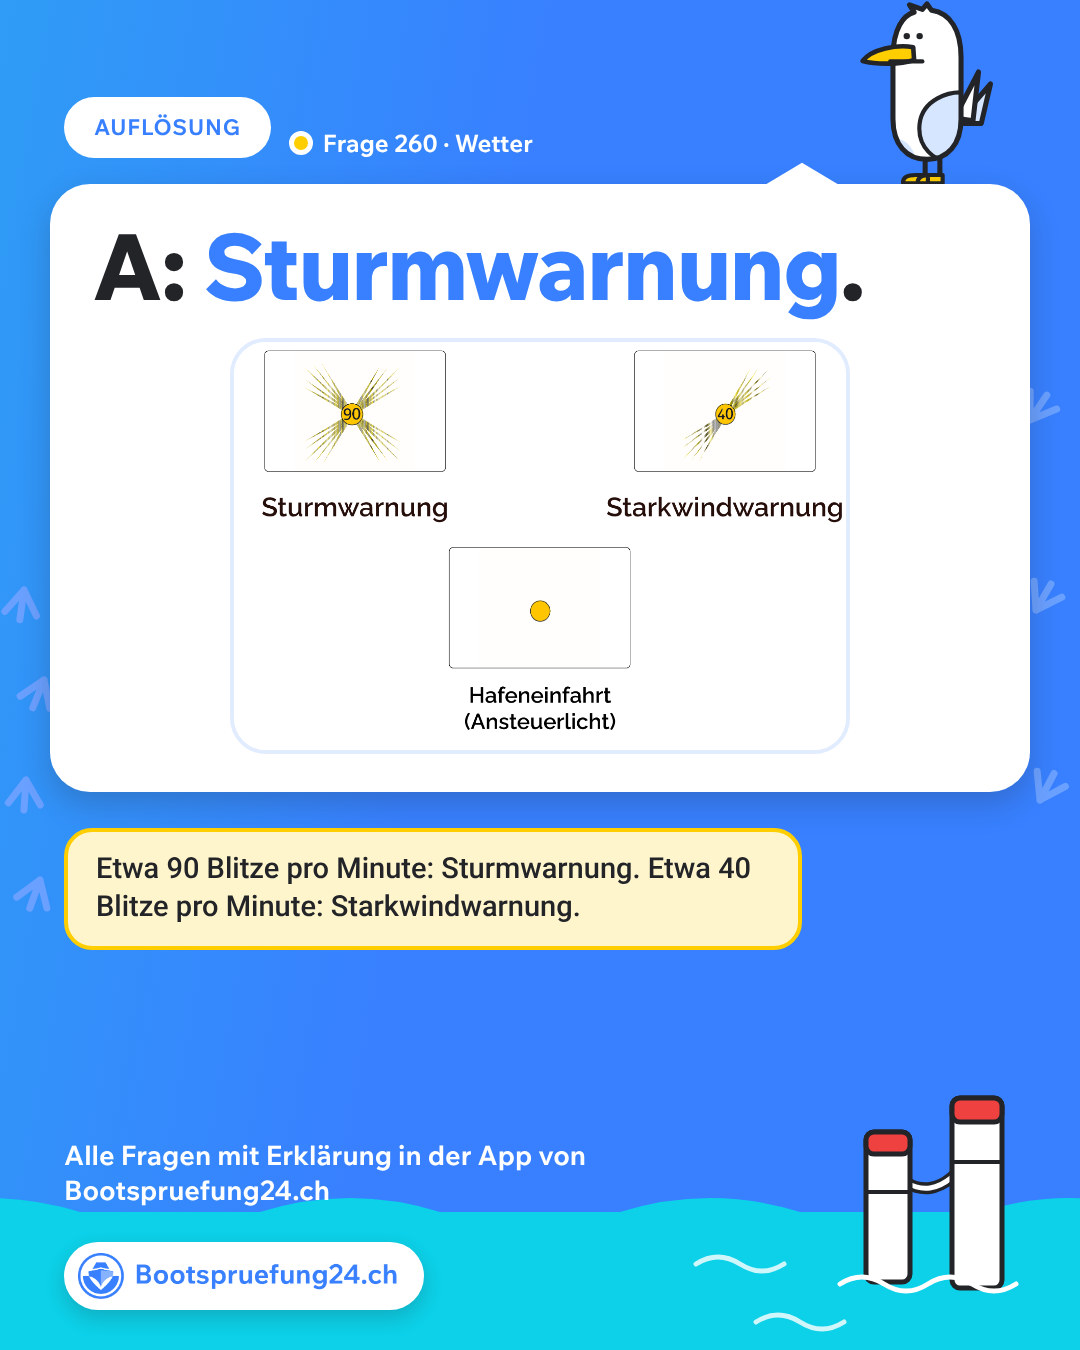 AUFLÖSUNG
Frage 260 · Wetter
A: Sturmwarnung.
90
40
Sturmwarnung
Starkwindwarnung
Hafeneinfahrt
(Ansteuerlicht)
Etwa 90 Blitze pro Minute: Sturmwarnung. Etwa 40
Blitze pro Minute: Starkwindwarnung.
Alle Fragen mit Erklärung in der App von
Bootspruefung24.ch
Bootspruefung24.ch